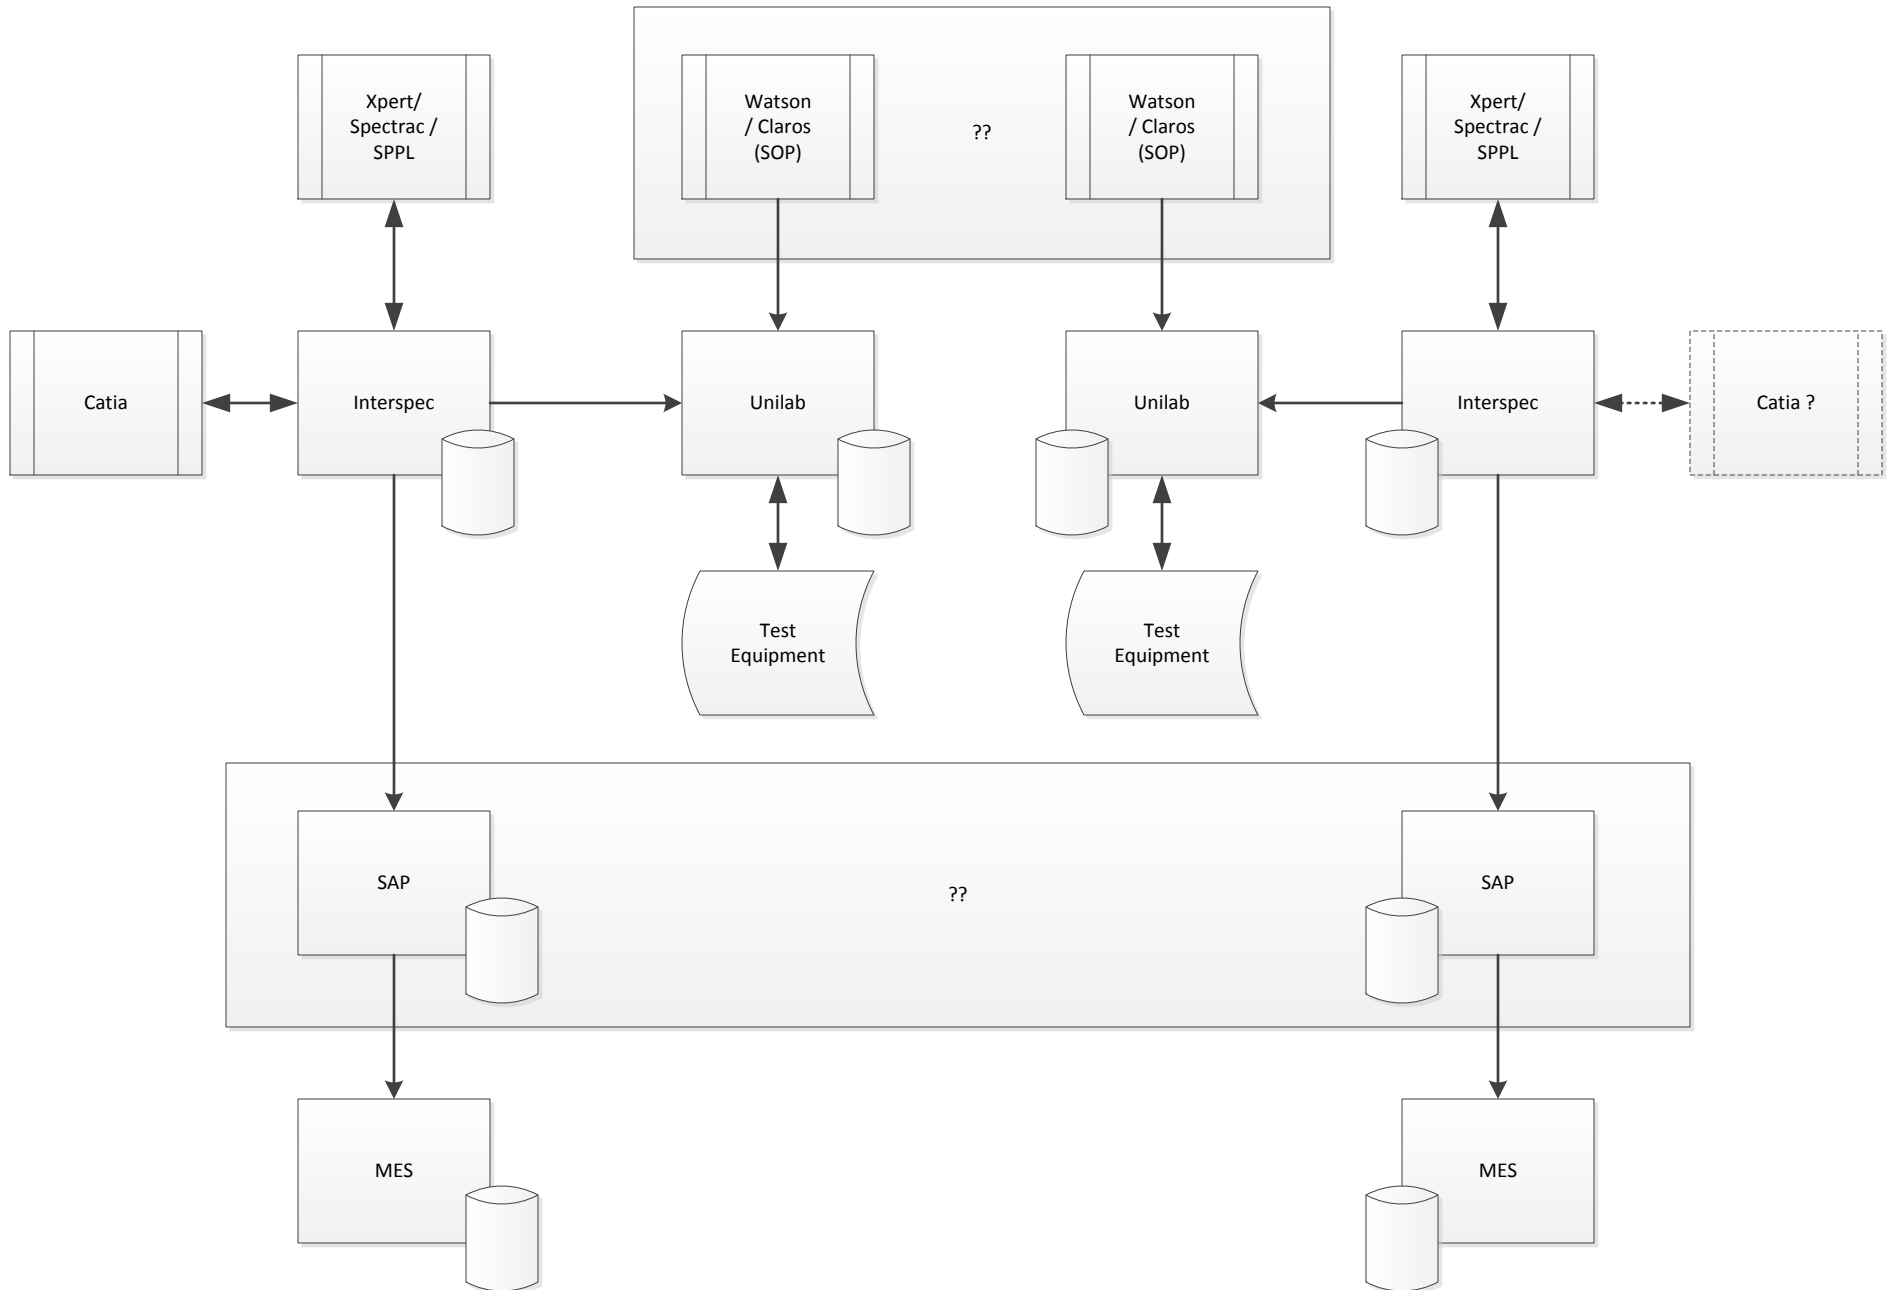 Xpert/
Spectrac /
SPPL
Watson
/ Claros
(SOP)
??
Watson
/ Claros
(SOP)
Xpert/
Spectrac /
SPPL
Catia
Interspec
Unilab
Unilab
Interspec
Catia ?
Test
Equipment
Test
Equipment
SAP
??
SAP
MES
MES